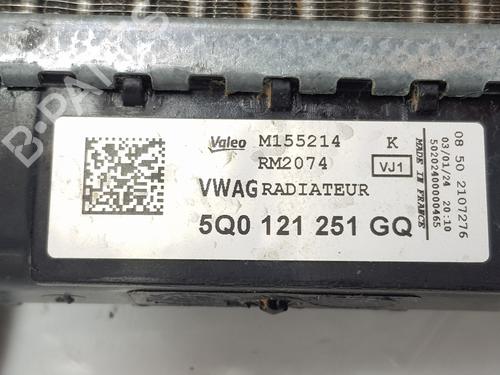 Valeo M155214 K
RM2074 VJ1
VWAG RADIATEUR
5Q0 121 251 GQ
08 50 2107276
03/01/24 20:10
50202400000465
MADE IN FRANCE
B-PARTS